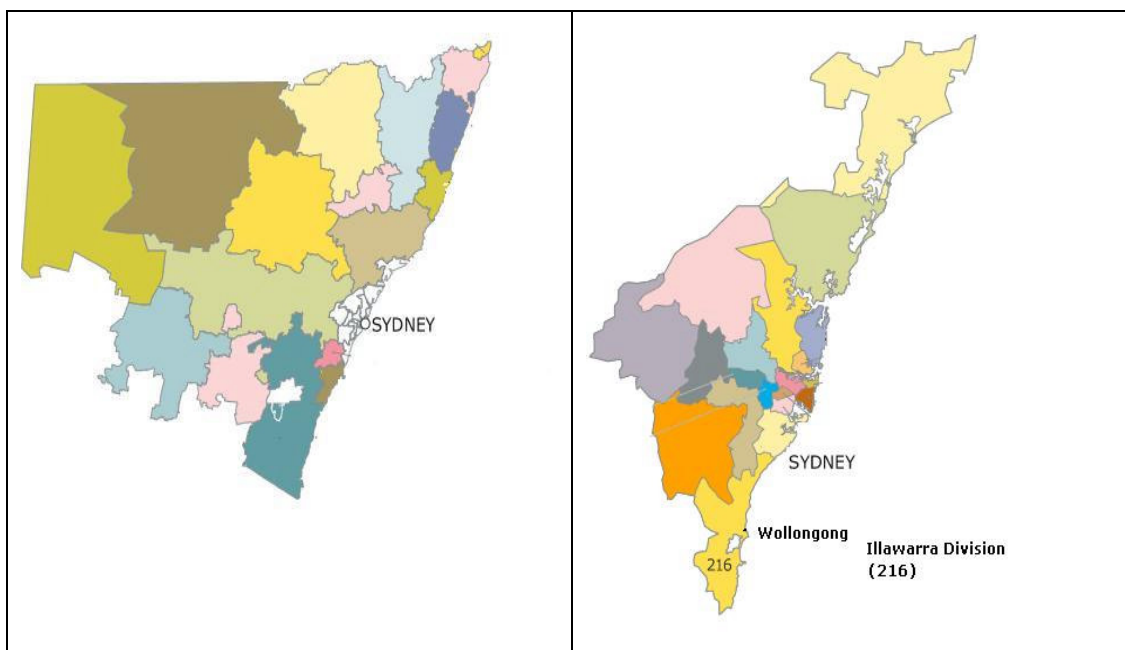 SYDNEY
SYDNEY
Wollongong
Illawarra Division
216
(216)